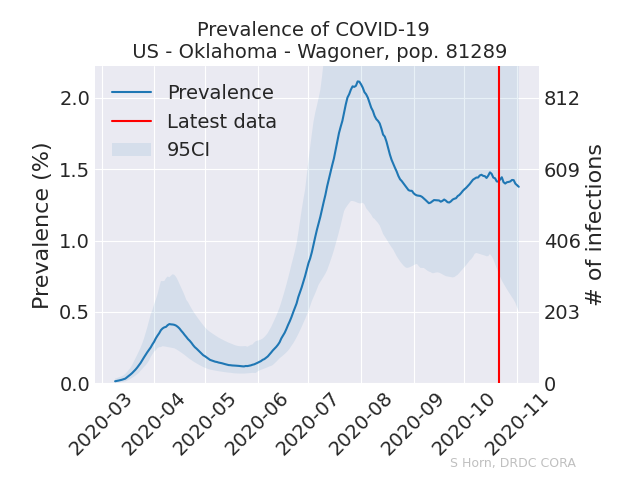 Prevalence of COVID-19
US - Oklahoma - Wagoner, pop. 81289
Prevalence
Latest data
95CI
Prevalence (%)
2.0
1.5
1.0
0.5
0.0
812
609
406
203
0
# of infections
2020-03
2020-04
2020-05
2020-06
2020-07
2020-08
2020-09
2020-10
2020-11
S Horn, DRDC CORA